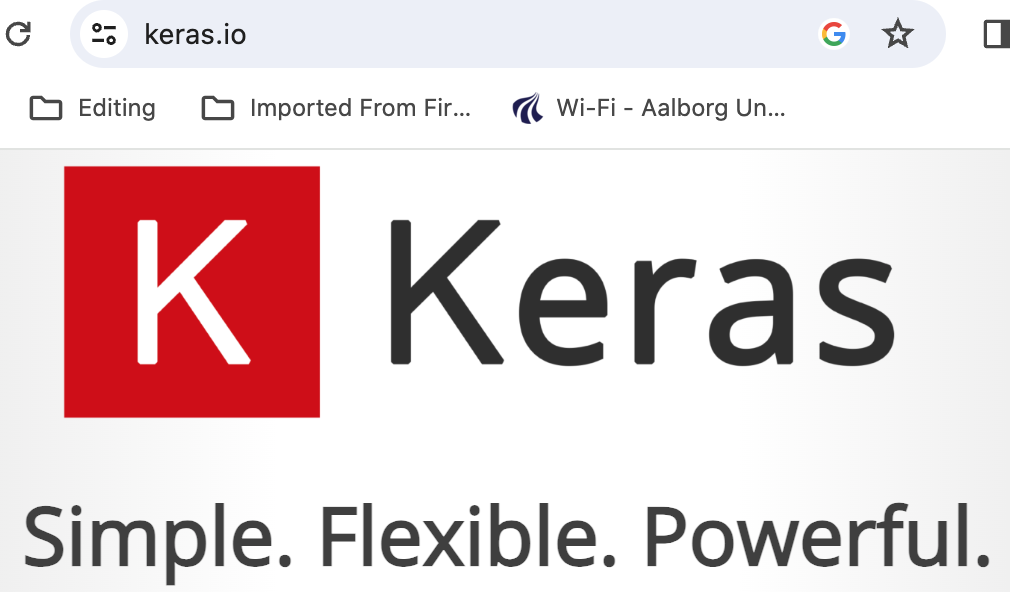 keras.io
Editing Imported From Fir... Wi-Fi - Aalborg Un...
K Keras
Simple. Flexible. Powerful.